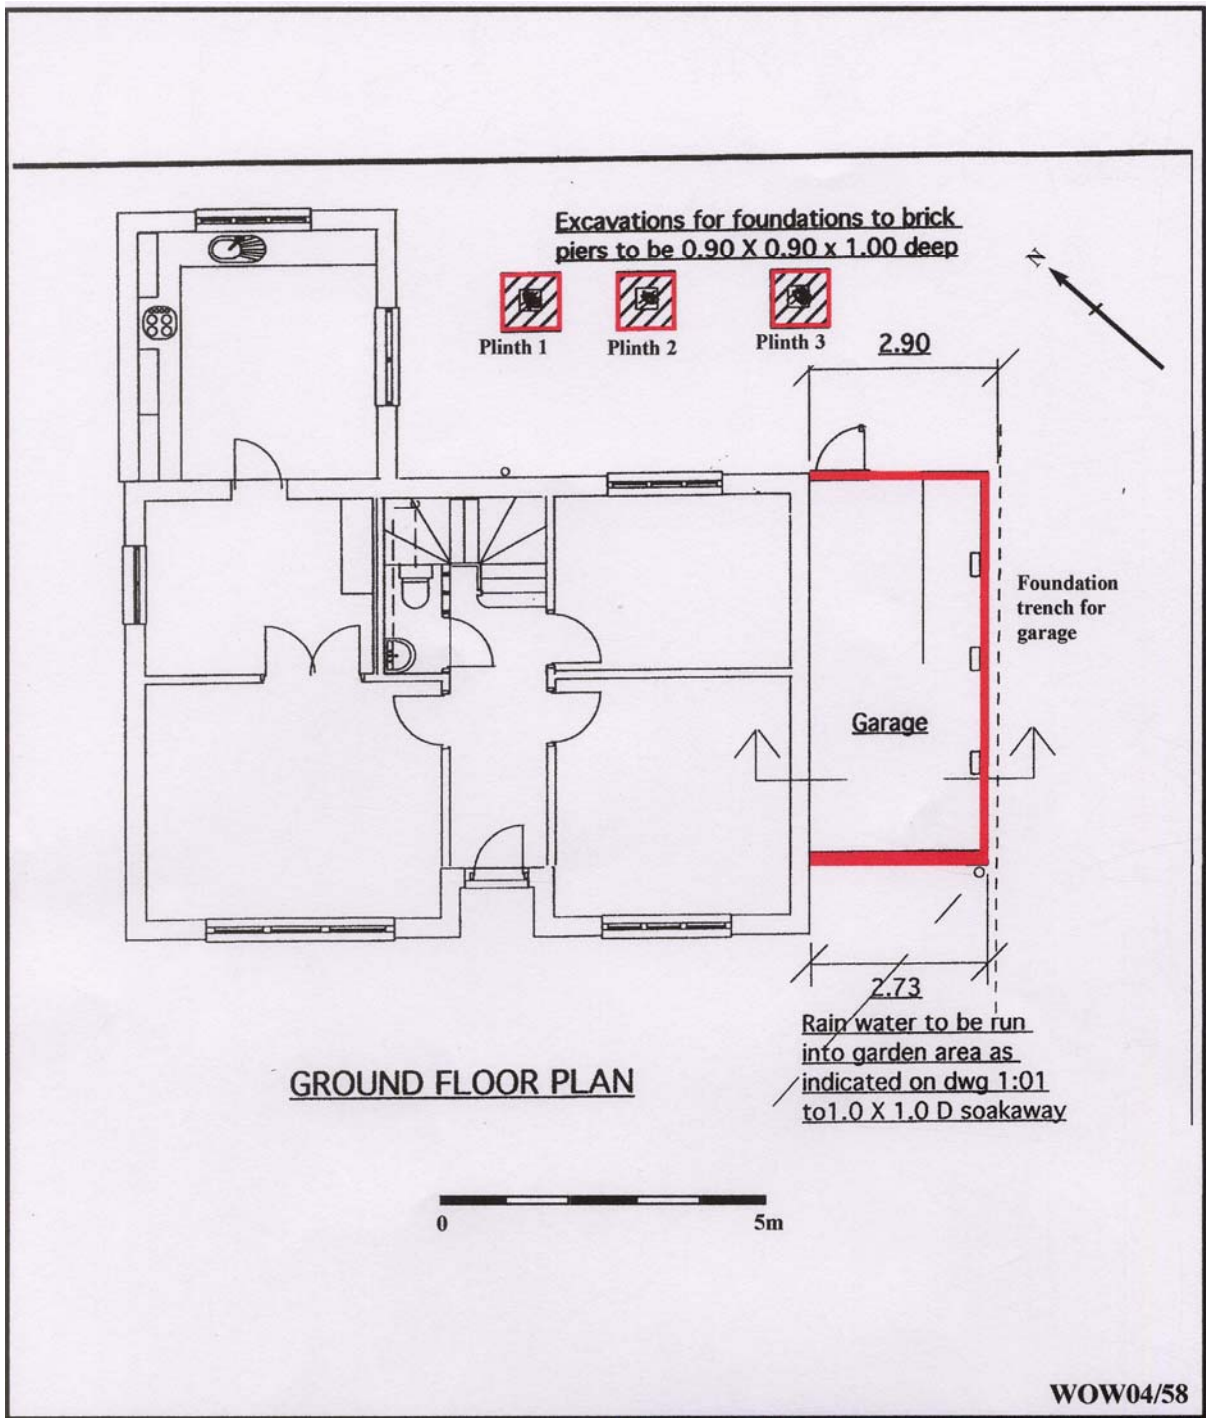 Excavations for foundations to brick
piers to be 0.90 X 0.90 x 1.00 deep
N
Plinth 1
Plinth 2
Plinth 3
2.90
Foundation
trench for
garage
Garage
2.73
Rain water to be run
into garden area as
indicated on dwg 1:01
to1.0 X 1.0 D soakaway
GROUND FLOOR PLAN
0
5m
WOW04/58